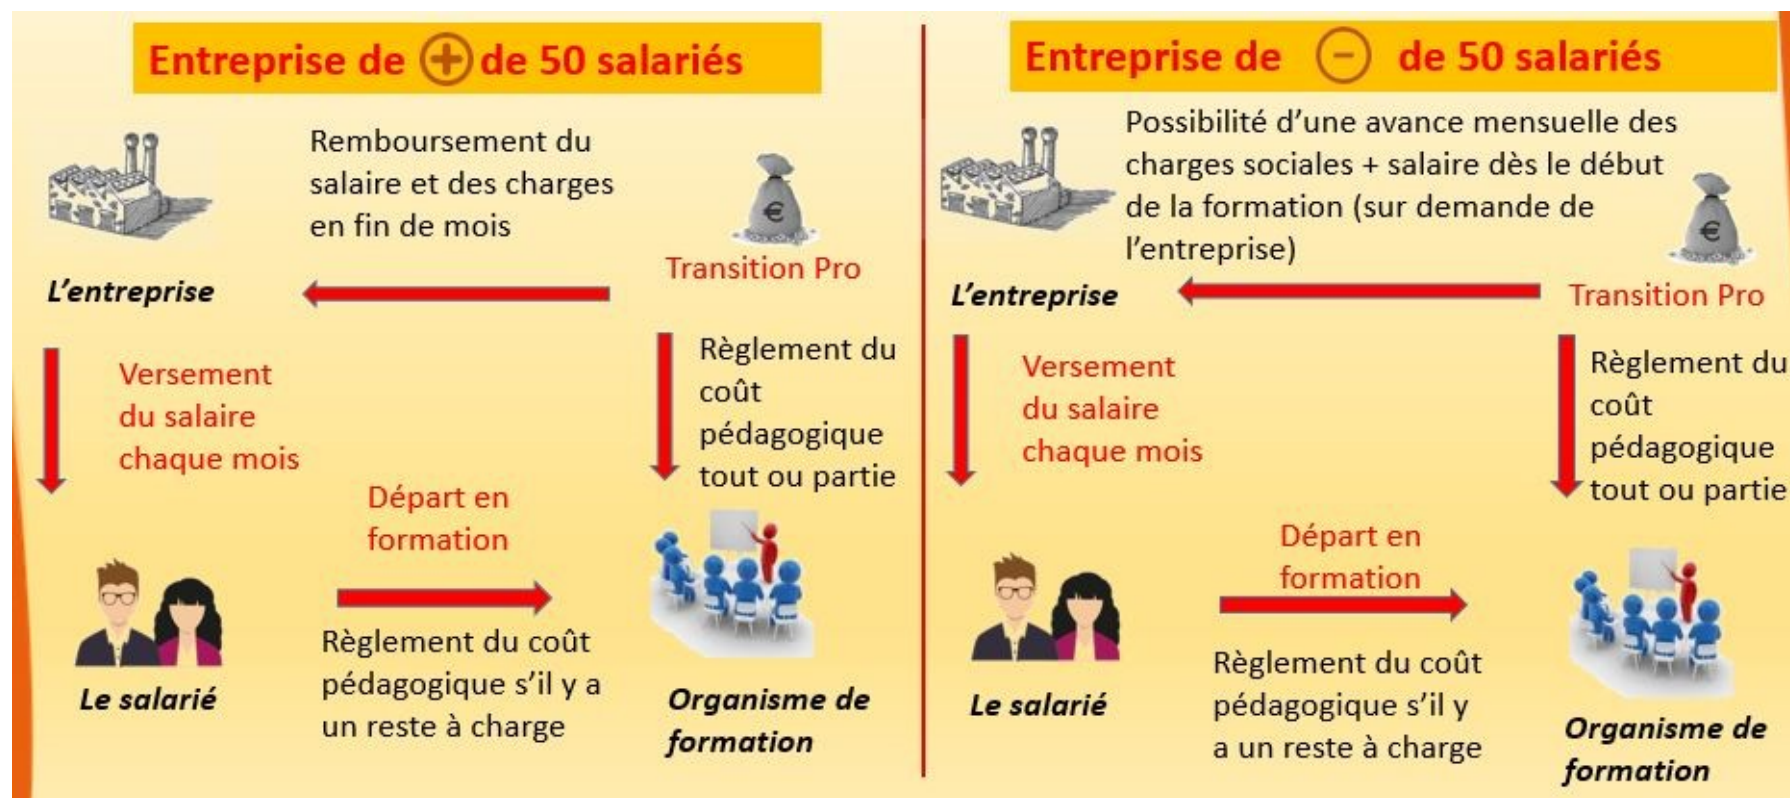 Entreprise de + de 50 salariés
Remboursement du
salaire et des charges
en fin de mois
€
Transition Pro
L’entreprise
Versement
du salaire
chaque mois
Règlement du
coût
pédagogique
tout ou partie
Départ en
formation
Règlement du coût
pédagogique s’il y a
un reste à charge
Le salarié
Organisme de
formation
Entreprise de - de 50 salariés
Possibilité d’une avance mensuelle des
charges sociales + salaire dès le début
de la formation (sur demande de
l’entreprise)
€
Transition Pro
L’entreprise
Versement
du salaire
chaque mois
Règlement du
coût
pédagogique
tout ou partie
Départ en
formation
Règlement du coût
pédagogique s’il y
a un reste à charge
Le salarié
Organisme de
formation